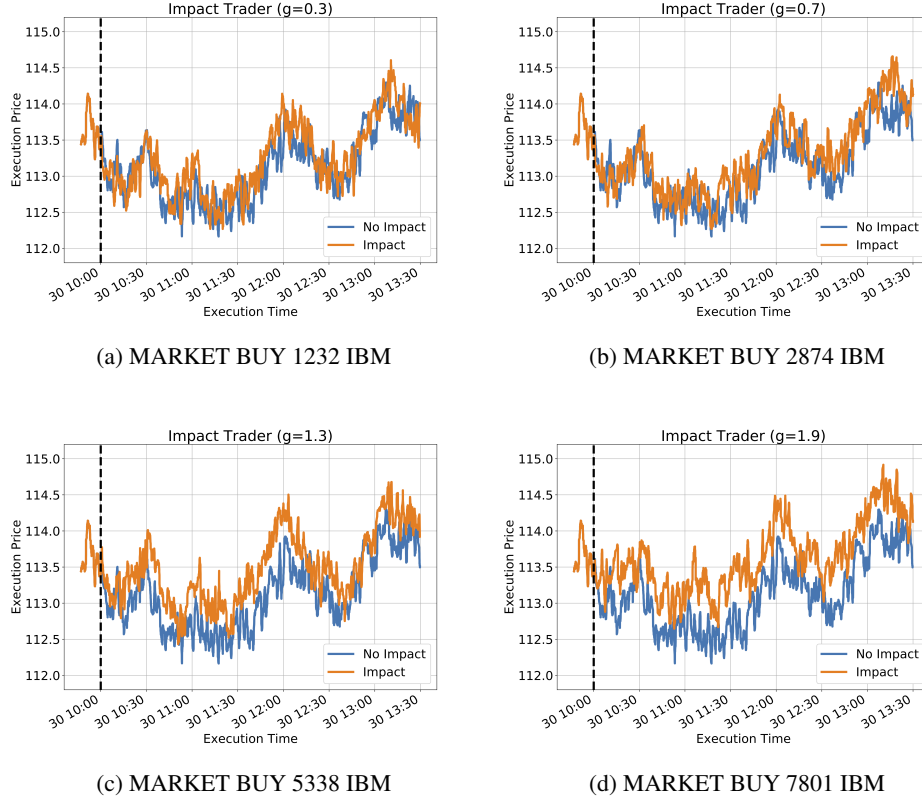 Impact Trader (g=0.3)
115.0
114.5
114.0
113.5
113.0
112.5
112.0
Execution Price
No Impact
Impact
30 10:00
30 10:30
30 11:00
30 11:30
30 12:00
30 12:30
30 13:00
30 13:30
Execution Time
(a) MARKET BUY 1232 IBM
Impact Trader (g=0.7)
115.0
114.5
114.0
113.5
113.0
112.5
112.0
Execution Price
No Impact
Impact
30 10:00
30 10:30
30 11:00
30 11:30
30 12:00
30 12:30
30 13:00
30 13:30
Execution Time
(b) MARKET BUY 2874 IBM
Impact Trader (g=1.3)
115.0
114.5
114.0
113.5
113.0
112.5
112.0
Execution Price
No Impact
Impact
30 10:00
30 10:30
30 11:00
30 11:30
30 12:00
30 12:30
30 13:00
30 13:30
Execution Time
(c) MARKET BUY 5338 IBM
Impact Trader (g=1.9)
115.0
114.5
114.0
113.5
113.0
112.5
112.0
Execution Price
No Impact
Impact
30 10:00
30 10:30
30 11:00
30 11:30
30 12:00
30 12:30
30 13:00
30 13:30
Execution Time
(d) MARKET BUY 7801 IBM